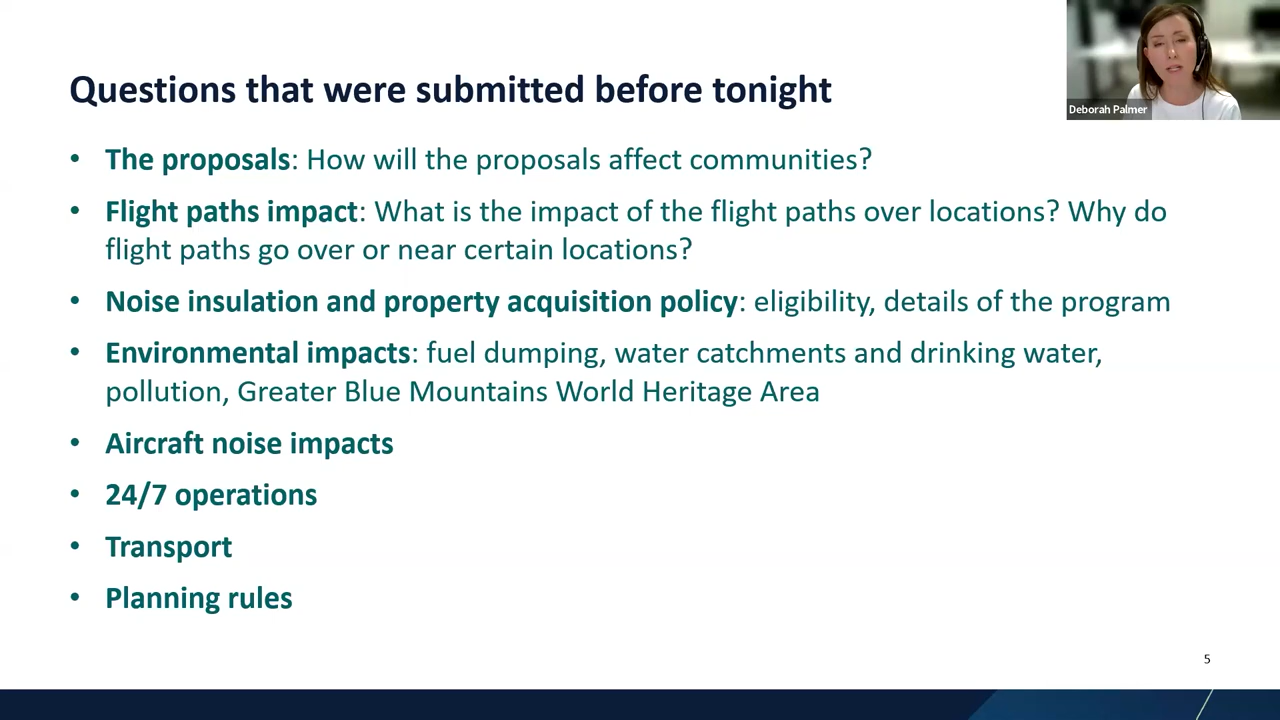 Deborah Palmer
Questions that were submitted before tonight
• The proposals: How will the proposals affect communities?
• Flight paths impact: What is the impact of the flight paths over locations? Why do
flight paths go over or near certain locations?
• Noise insulation and property acquisition policy: eligibility, details of the program
• Environmental impacts: fuel dumping, water catchments and drinking water,
pollution, Greater Blue Mountains World Heritage Area
• Aircraft noise impacts
• 24/7 operations
• Transport
• Planning rules
5